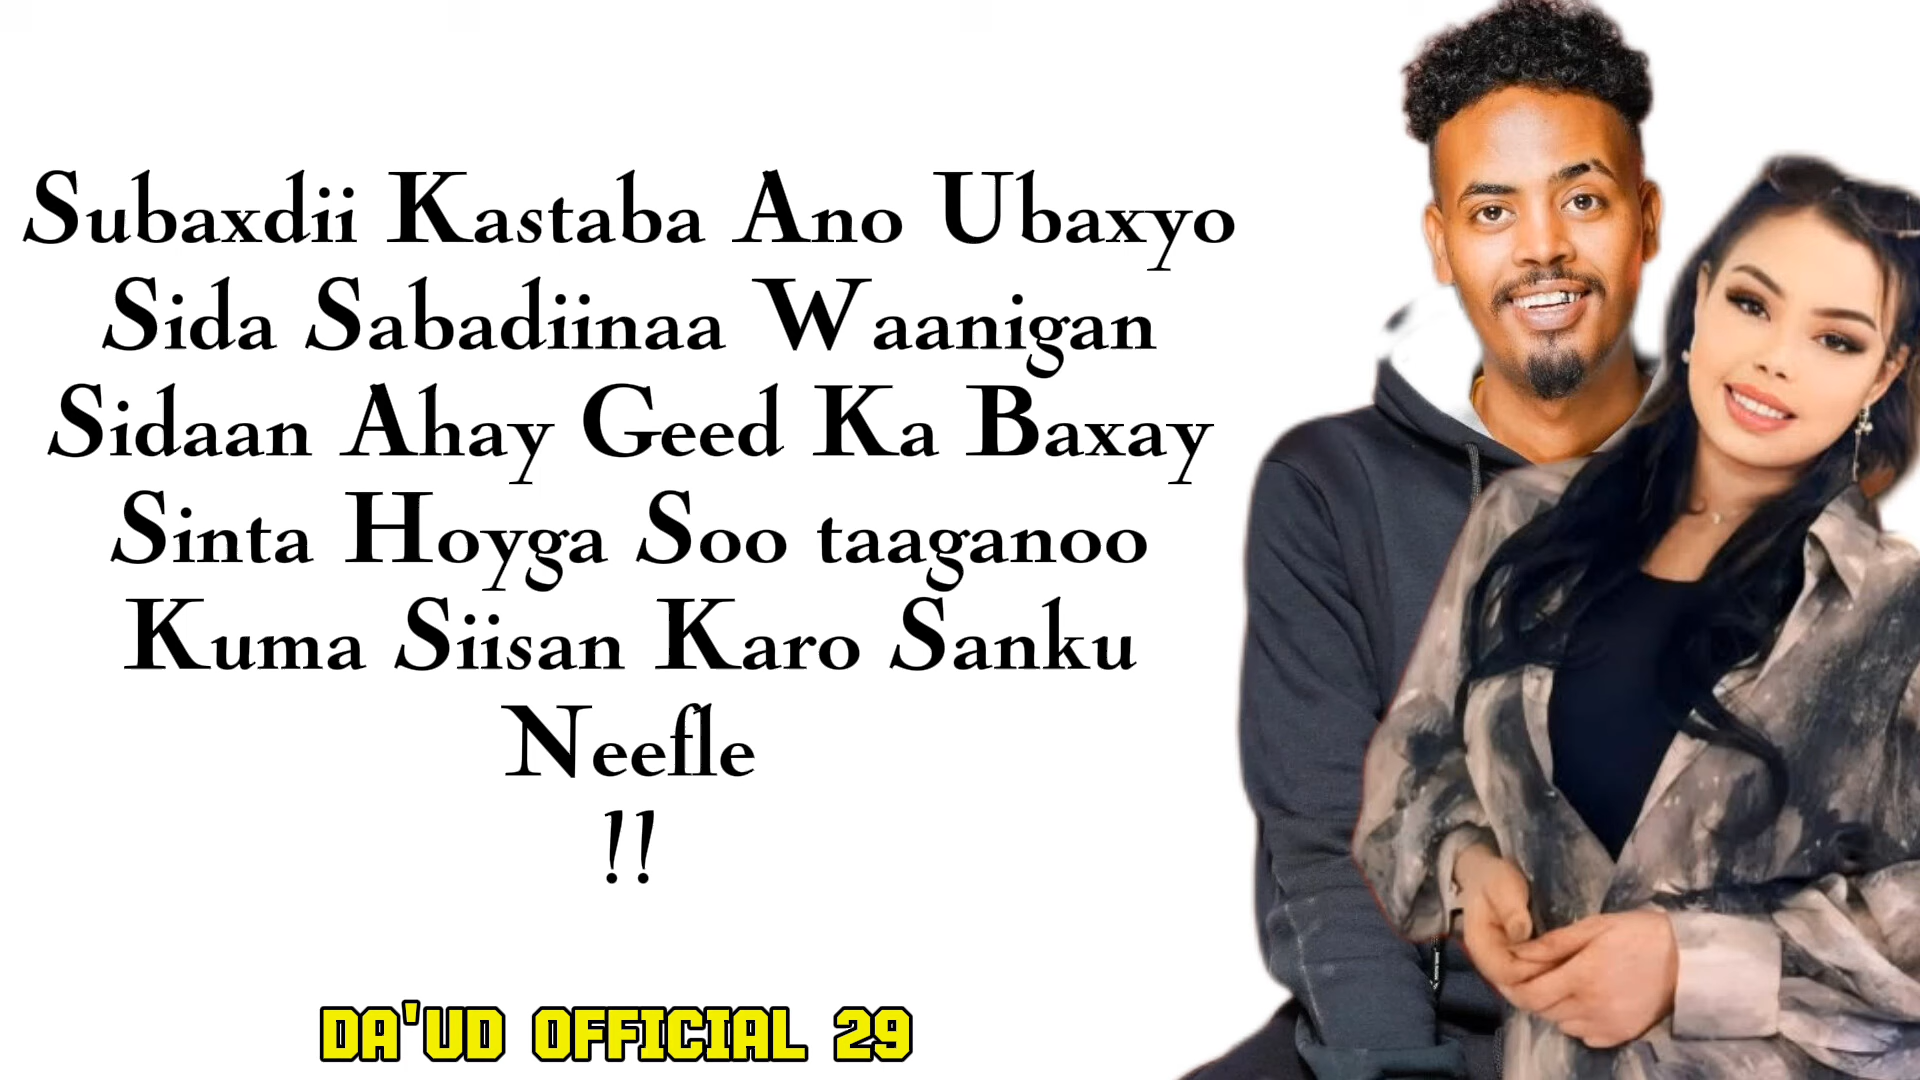 Subaxdii Kastaba Ano Ubaxyo
Sida Sabadiinaa Waanigan
Sidaan Ahay Geed Ka Baxay
Sinta Hoyga Soo taaganoo
Kuma Siisan Karo Sanku
Neefle
!!
DA'UD OFFICIAL 29